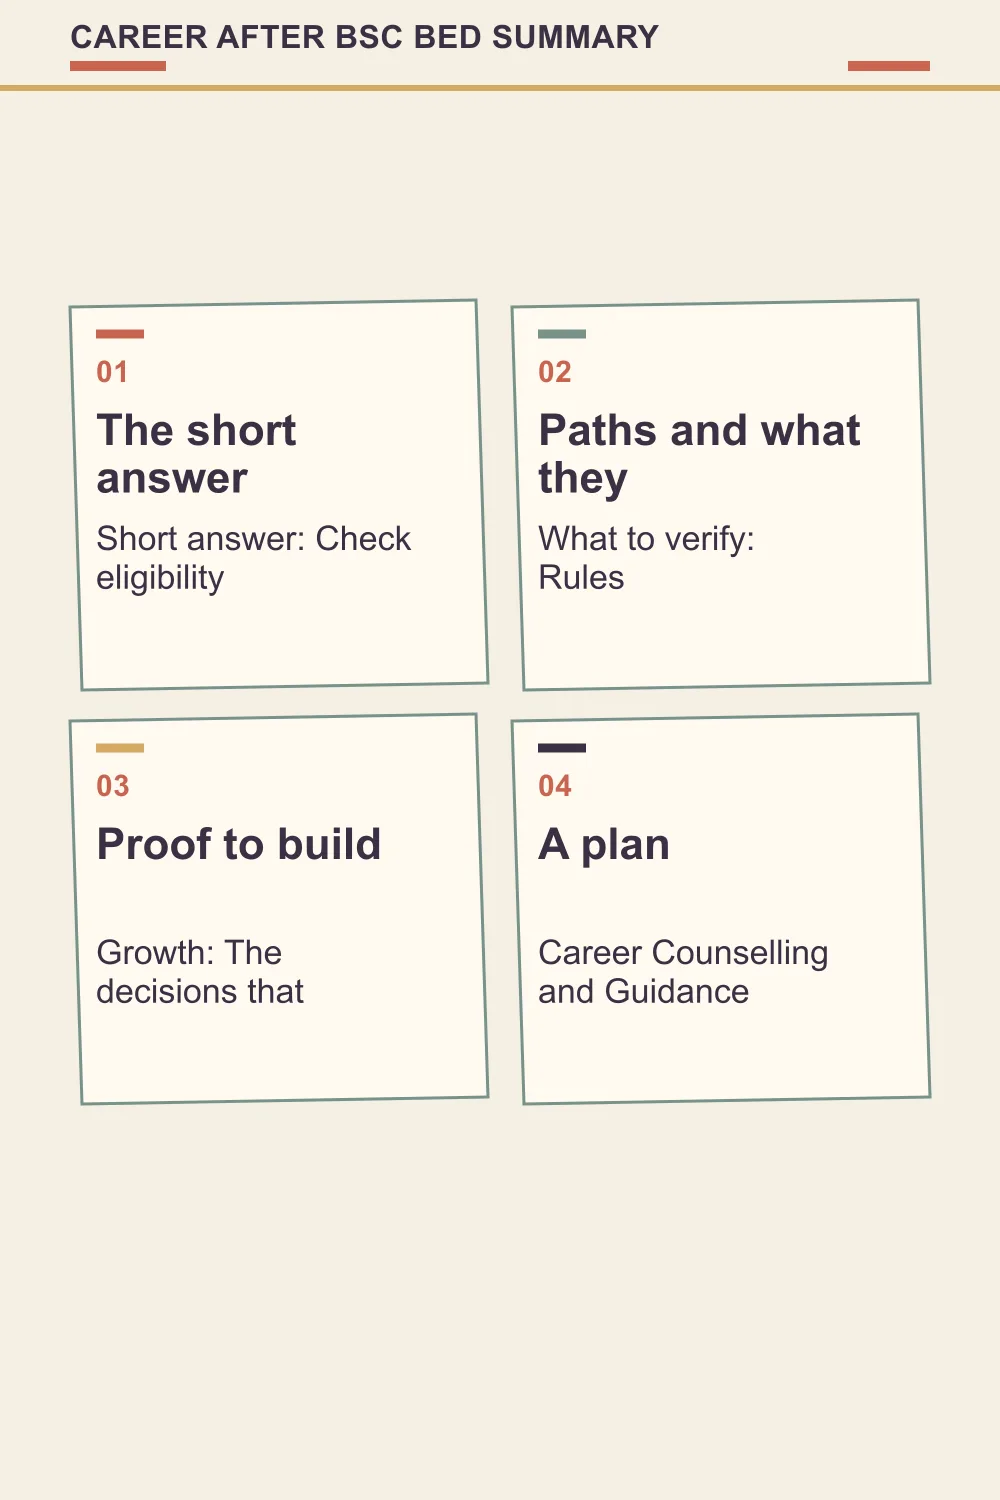 CAREER AFTER BSC BED SUMMARY
01
The short
answer
Short answer: Check
eligibility
02
Paths and what
they
What to verify:
Rules
03
Proof to build
Growth: The
decisions that
04
A plan
Career Counselling
and Guidance